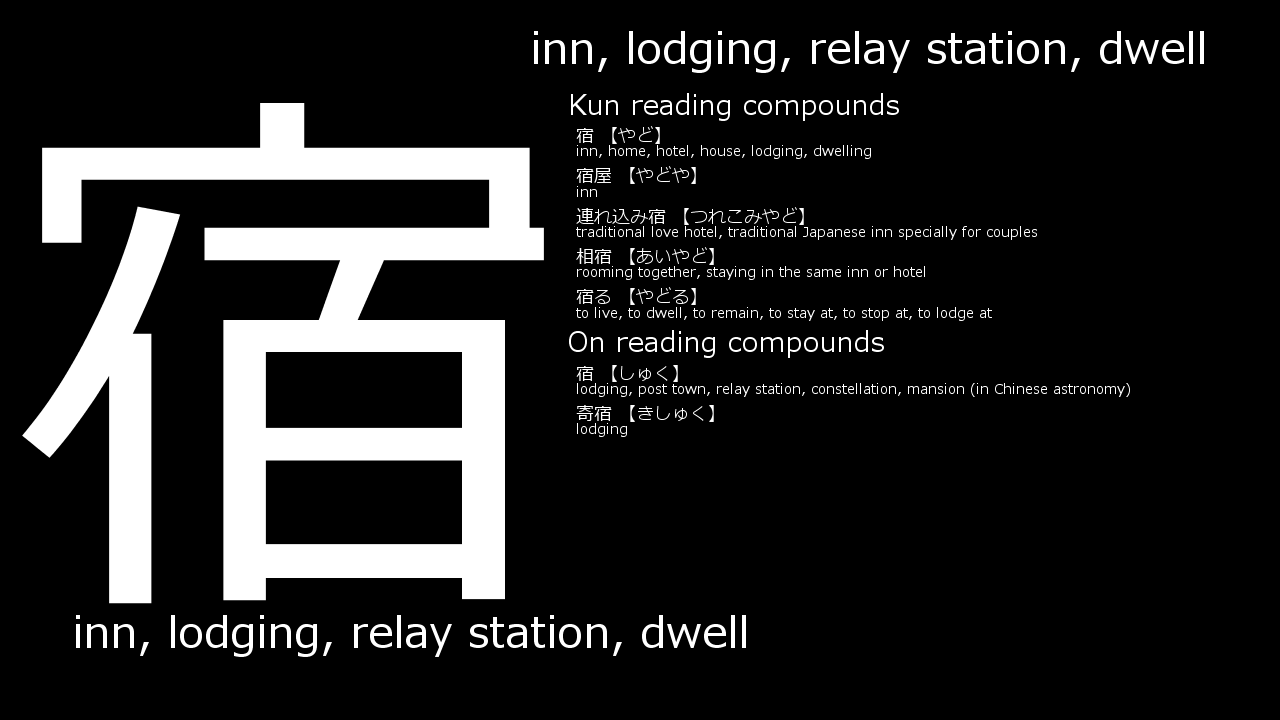 inn, lodging, relay station, dwell
宿
Kun reading compounds
宿 【やど】
inn, home, hotel, house, lodging, dwelling
宿屋 【やどや】
inn
連れ込み宿 【つれこみやど】
traditional love hotel, traditional Japanese inn specially for couples
相宿 【あいやど】
rooming together, staying in the same inn or hotel
宿る 【やどる】
to live, to dwell, to remain, to stay at, to stop at, to lodge at
On reading compounds
宿 【しゅく】
lodging, post town, relay station, constellation, mansion (in Chinese astronomy)
寄宿 【きしゅく】
lodging
inn, lodging, relay station, dwell